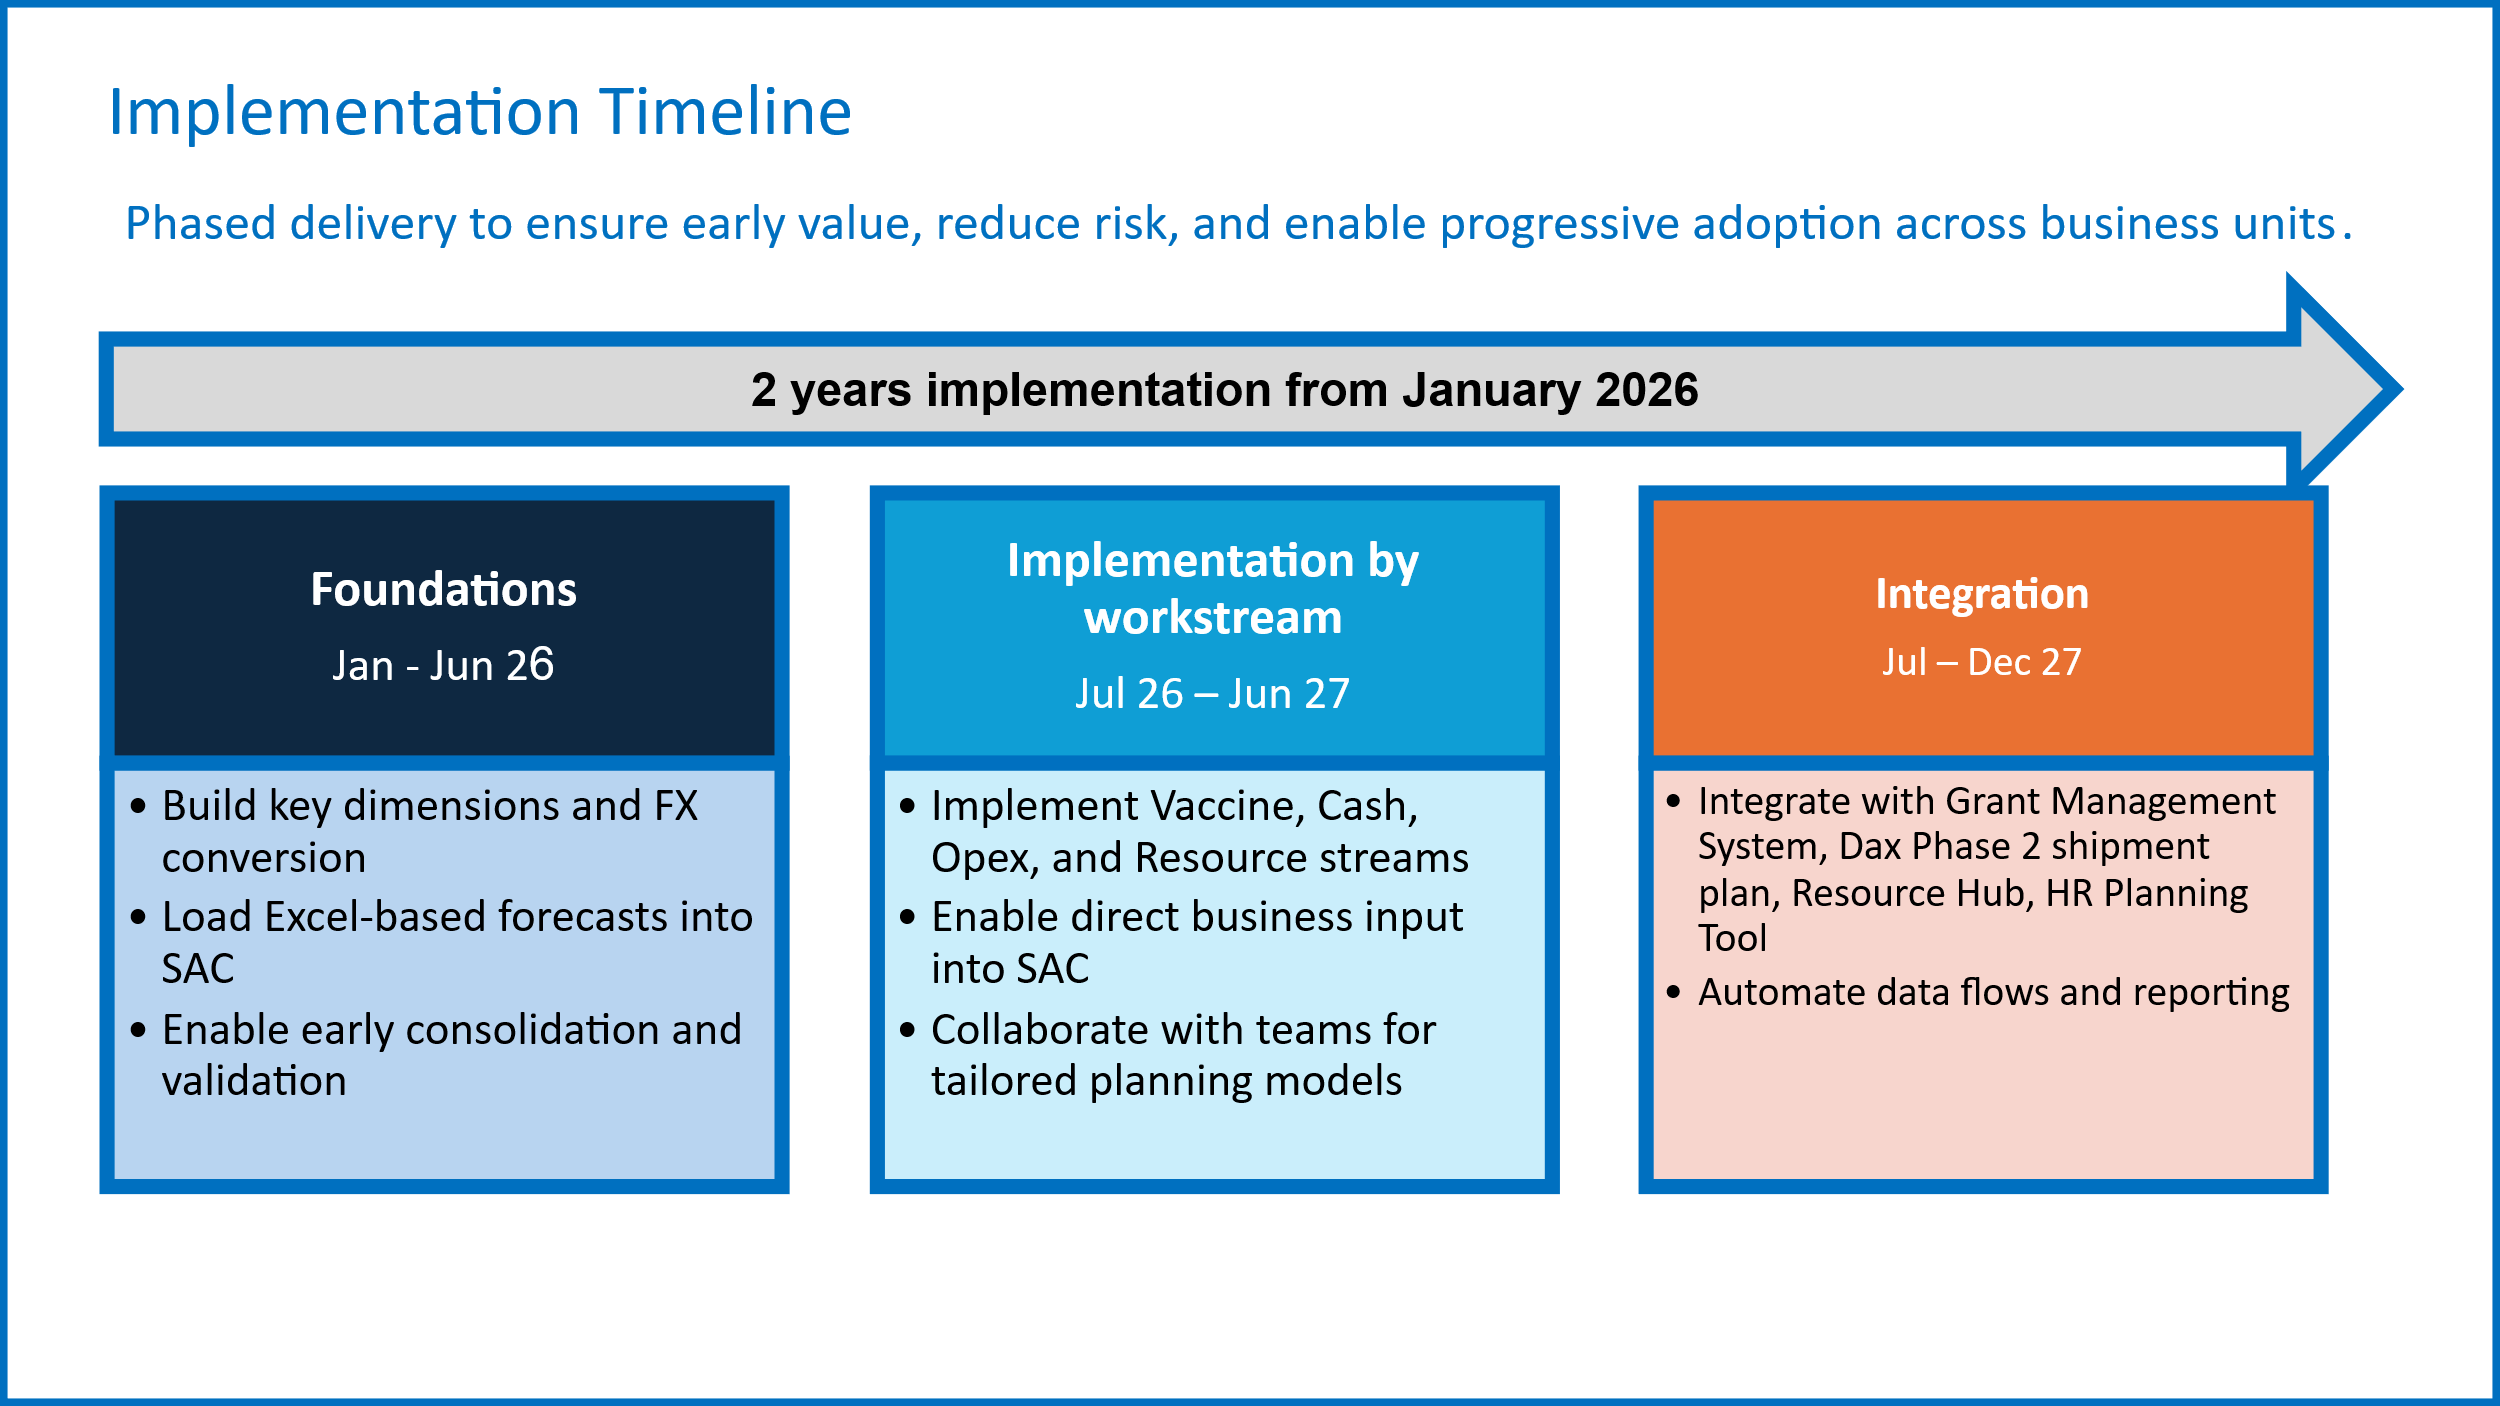 Implementation Timeline
Phased delivery to ensure early value, reduce risk, and enable progressive adoption across business units.
2 years implementation from January 2026
Foundations
Jan - Jun 26
• Build key dimensions and FX
conversion
• Load Excel-based forecasts into
SAC
• Enable early consolidation and
validation
Implementation by
workstream
Jul 26 – Jun 27
• Implement Vaccine, Cash,
Opex, and Resource streams
• Enable direct business input
into SAC
• Collaborate with teams for
tailored planning models
Integration
Jul – Dec 27
• Integrate with Grant Management
System, Dax Phase 2 shipment
plan, Resource Hub, HR Planning
Tool
• Automate data flows and reporting